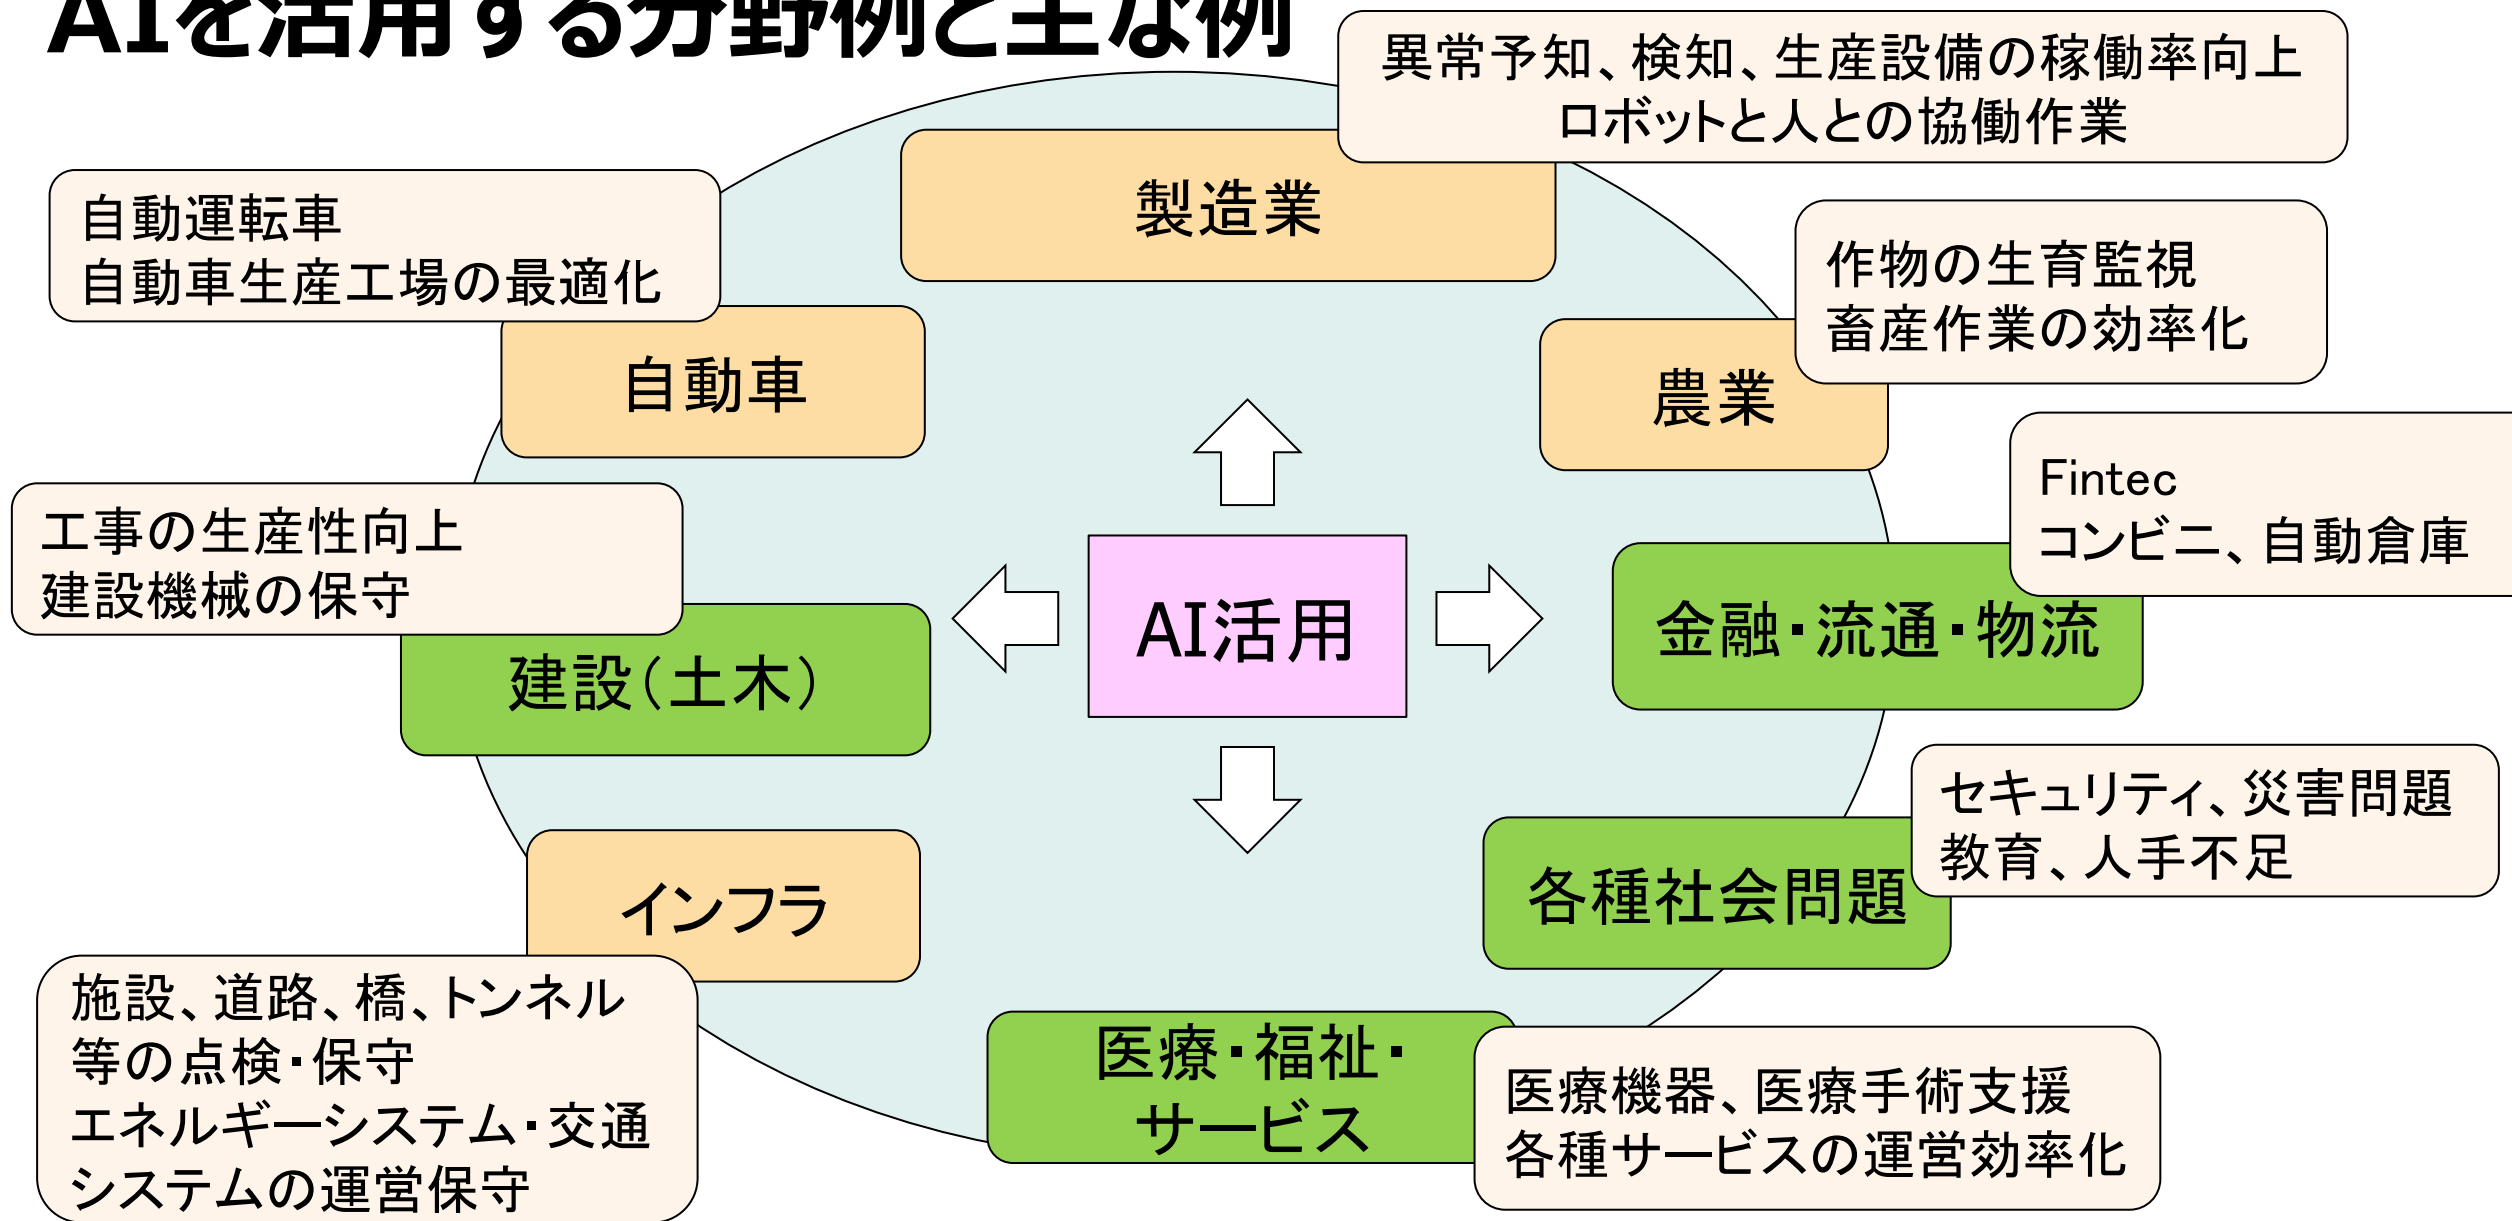 AIを活用する分野例と主な例
異常予知、検知、生産設備の稼働率向上
ロボットと人との協働作業
製造業
自動運転車
自動車生産工場の最適化
自動車
作物の生育監視
畜産作業の効率化
農業
Fintec
コンビニ、自動倉庫
金融・流通・物流
工事の生産性向上
建設機械の保守
建設（土木）
AI活用
セキュリティ、災害問題
教育、人手不足
各種社会問題
インフラ
施設、道路、橋、トンネル
等の点検・保守
エネルギーシステム・交通
システムの運営保守
医療・福祉・
サービス
医療機器、医療手術支援
各種サービスの運営効率化